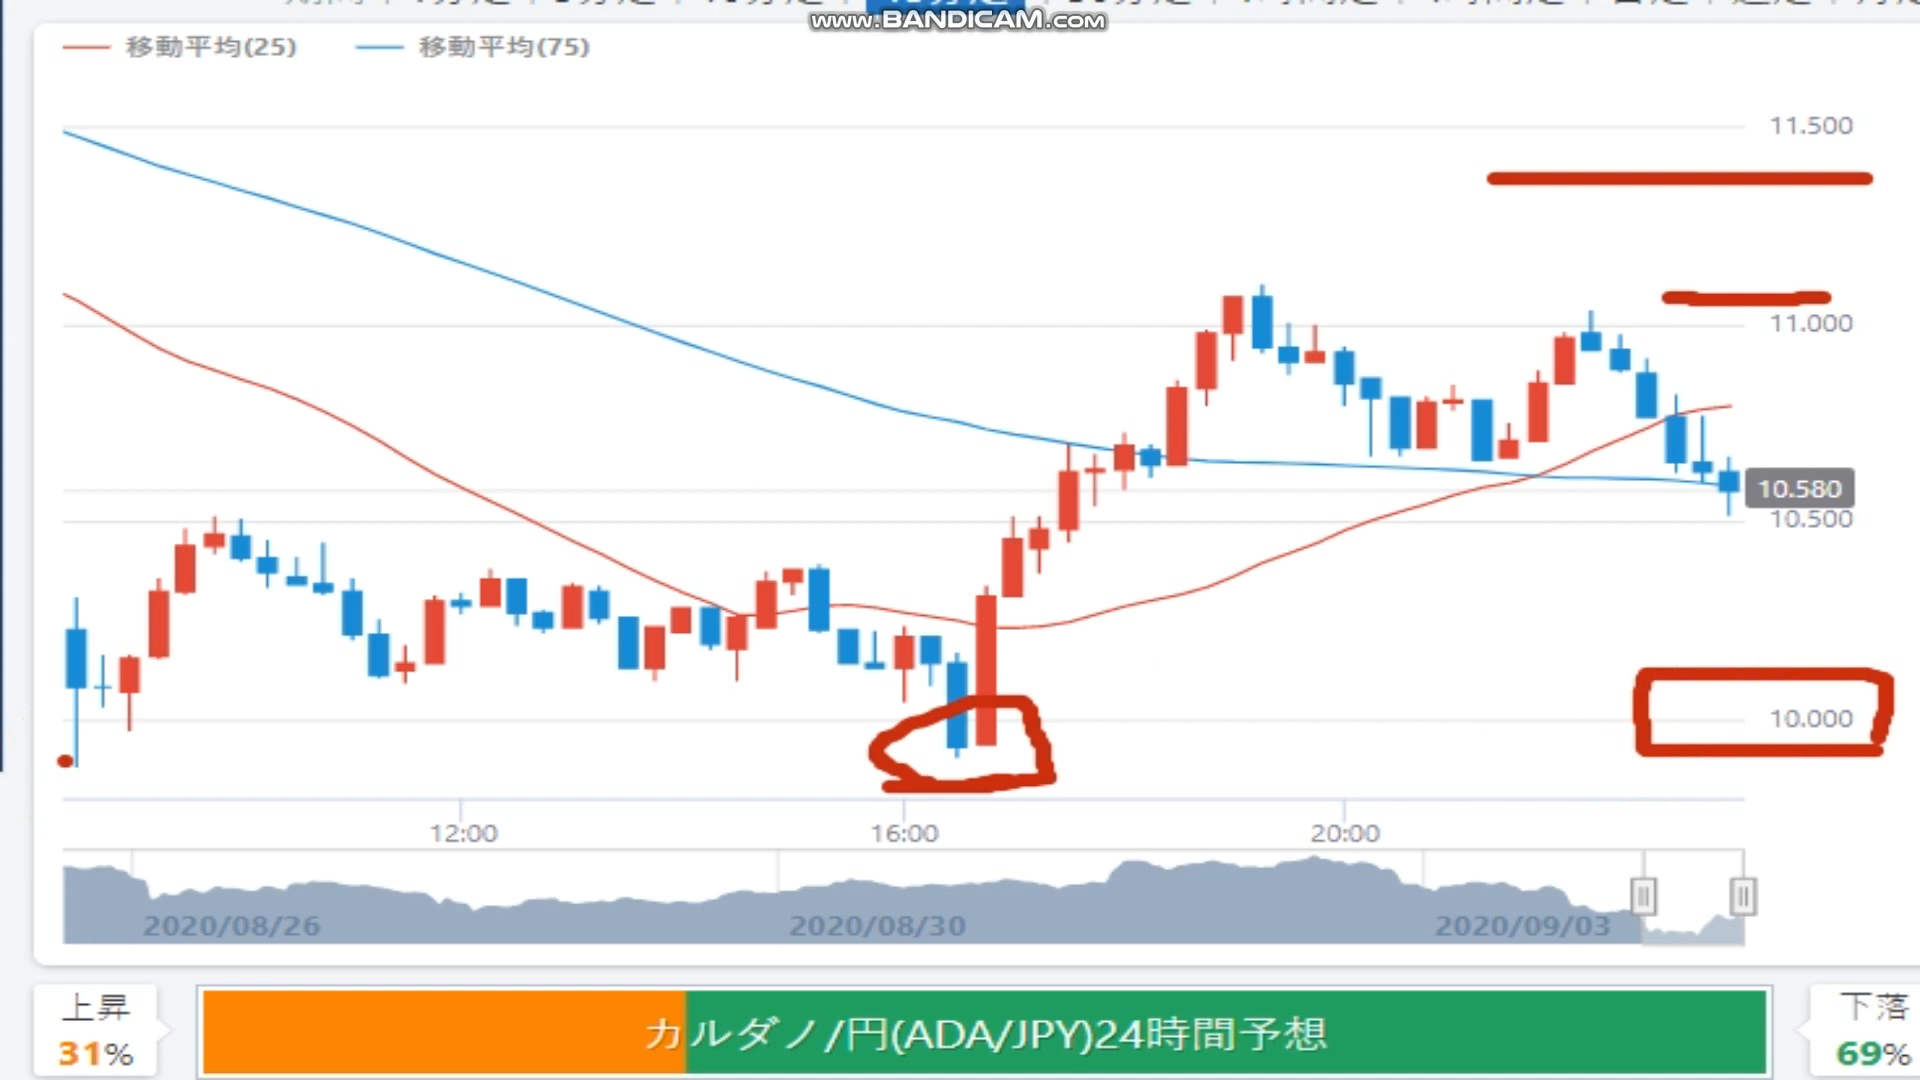 www.BANDICAM.com
移動平均(25) 移動平均(75)
11.500
11.000
10.580
10.500
10.000
12:00 16:00 20:00
2020/08/26 2020/08/30 2020/09/03
上昇
31%
カルダノ/円(ADA/JPY)24時間予想
下落
69%